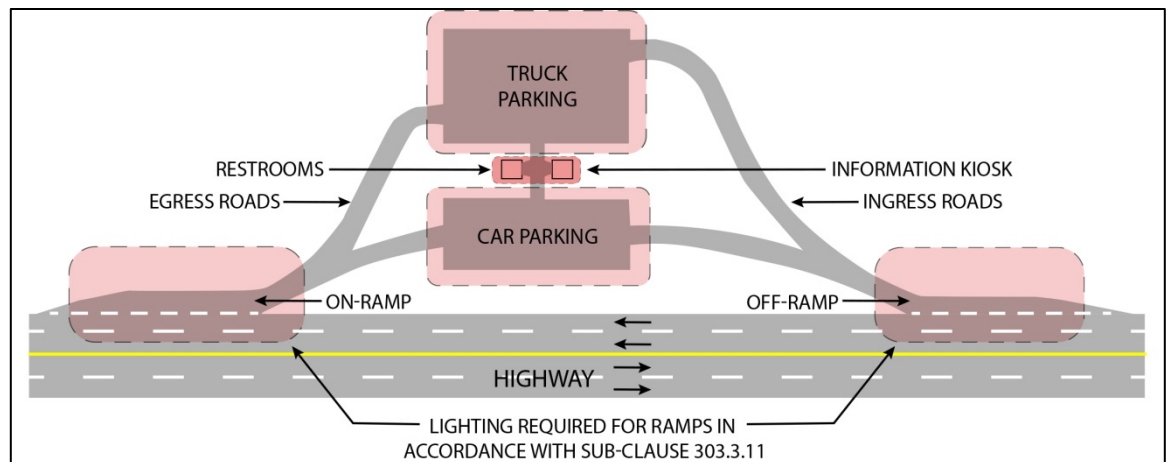 TRUCK
PARKING
RESTROOMS
INFORMATION KIOSK
EGRESS ROADS
INGRESS ROADS
CAR PARKING
ON-RAMP
OFF-RAMP
HIGHWAY
LIGHTING REQUIRED FOR RAMPS IN
ACCORDANCE WITH SUB-CLAUSE 303.3.11